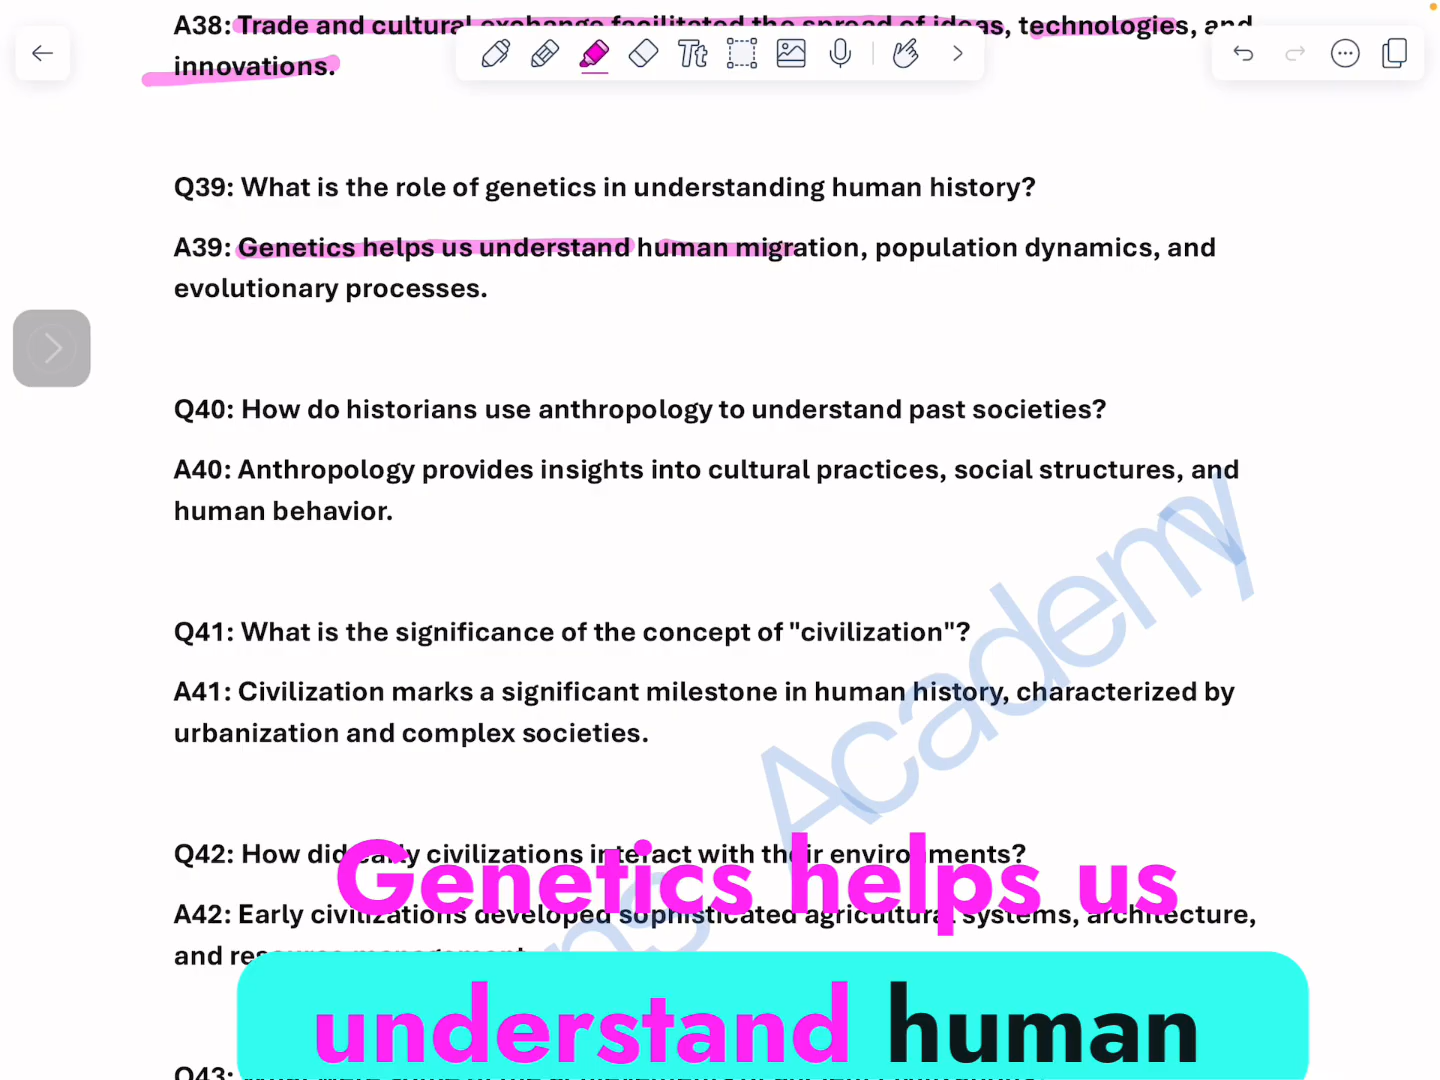 A38: Trade and cultural exchange facilitated the spread of ideas, technologies, and
innovations.
Tt
Q39: What is the role of genetics in understanding human history?
A39: Genetics helps us understand human migration, population dynamics, and
evolutionary processes.
Q40: How do historians use anthropology to understand past societies?
A40: Anthropology provides insights into cultural practices, social structures, and
human behavior.
Q41: What is the significance of the concept of "civilization"?
A41: Civilization marks a significant milestone in human history, characterized by
urbanization and complex societies.
Academy
Q42: How did early civilizations interact with their environments?
Genetics helps us
A42: Early civilizations developed sophisticated agricultural systems, architecture,
and resource management.
understand human
Q43: